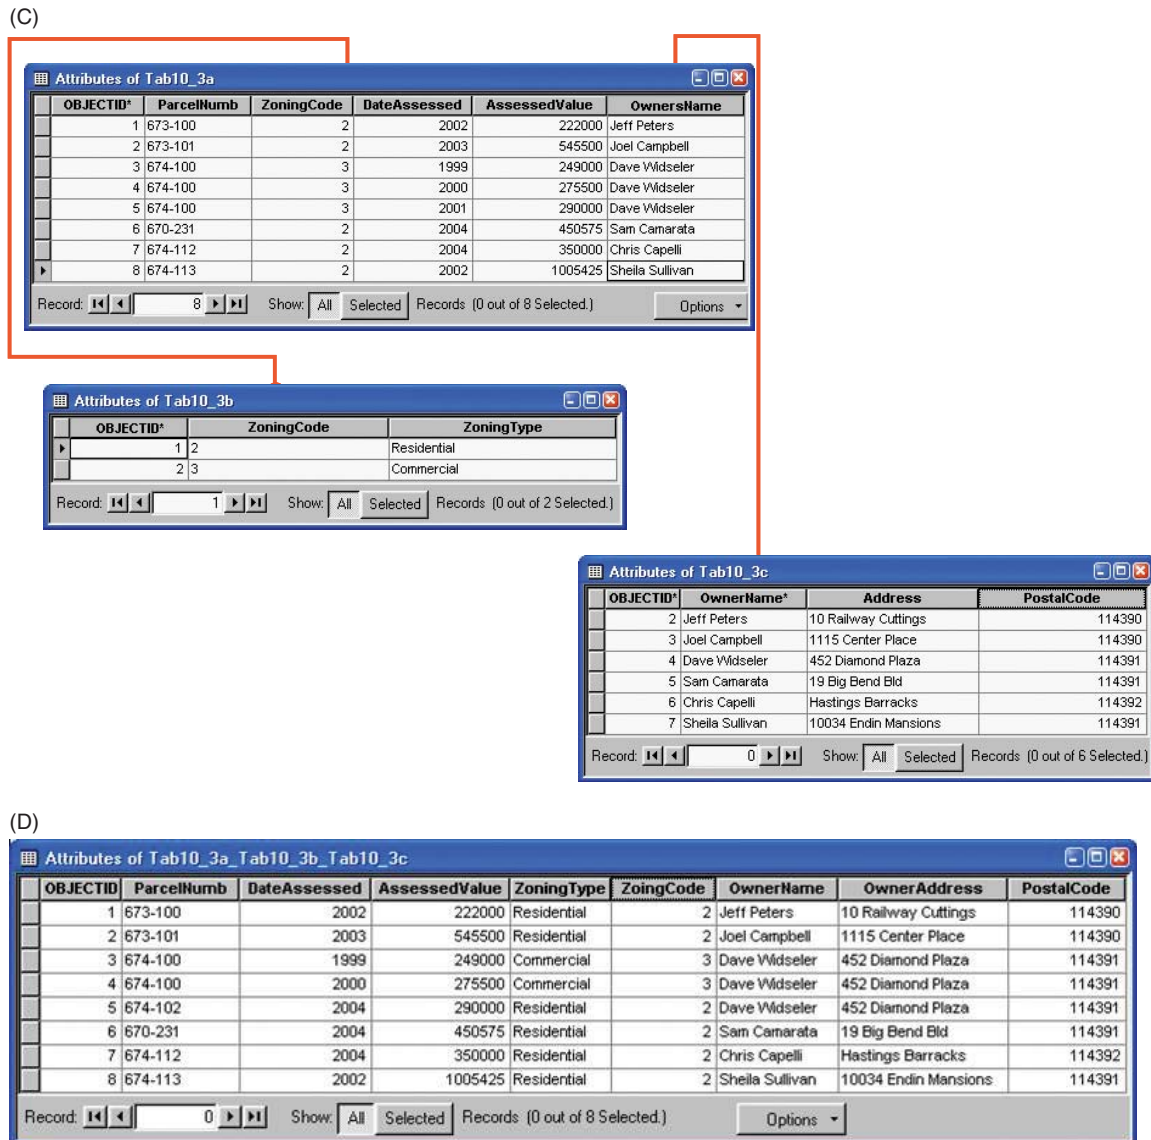 (C)
Attributes of Tab10_3a
OBJECTID* ParcelNumb ZoningCode DateAssessed AssessedValue OwnersName
1 673-100 2 2002 222000 Jeff Peters
2 673-101 2 2003 545500 Joel Campbell
3 674-100 3 1999 249000 Dave Widseler
4 674-100 3 2000 275500 Dave Widseler
5 674-100 3 2001 290000 Dave Widseler
6 670-231 2 2004 450575 Sam Camarata
7 674-112 2 2004 350000 Chris Capelli
8 674-113 2 2002 1005425 Sheila Sullivan
Record: 8 Show: All Selected Records (0 out of 8 Selected.) Options
Attributes of Tab10_3b
OBJECTID* ZoningCode ZoningType
1 2 Residential
2 3 Commercial
Record: 1 Show: All Selected Records (0 out of 2 Selected.)
Attributes of Tab10_3c
OBJECTID* OwnerName* Address PostalCode
2 Jeff Peters 10 Railway Cuttings 114390
3 Joel Campbell 1115 Center Place 114390
4 Dave Widseler 452 Diamond Plaza 114391
5 Sam Camarata 19 Big Bend Bld 114391
6 Chris Capelli Hastings Barracks 114392
7 Sheila Sullivan 10034 Endin Mansions 114391
Record: 0 Show: All Selected Records (0 out of 6 Selected.)
(D)
Attributes of Tab10_3a_Tab10_3b_Tab10_3c
OBJECTID ParcelNumb DateAssessed AssessedValue ZoningType ZoingCode OwnerName OwnerAddress PostalCode
1 673-100 2002 222000 Residential 2 Jeff Peters 10 Railway Cuttings 114390
2 673-101 2003 545500 Residential 2 Joel Campbell 1115 Center Place 114390
3 674-100 1999 249000 Commercial 3 Dave Widseler 452 Diamond Plaza 114391
4 674-100 2000 275500 Commercial 3 Dave Widseler 452 Diamond Plaza 114391
5 674-102 2004 290000 Residential 2 Dave Widseler 452 Diamond Plaza 114391
6 670-231 2004 450575 Residential 2 Sam Camarata 19 Big Bend Bld 114391
7 674-112 2004 350000 Residential 2 Chris Capelli Hastings Barracks 114392
8 674-113 2002 1005425 Residential 2 Sheila Sullivan 10034 Endin Mansions 114391
Record: 0 Show: All Selected Records (0 out of 8 Selected.) Options